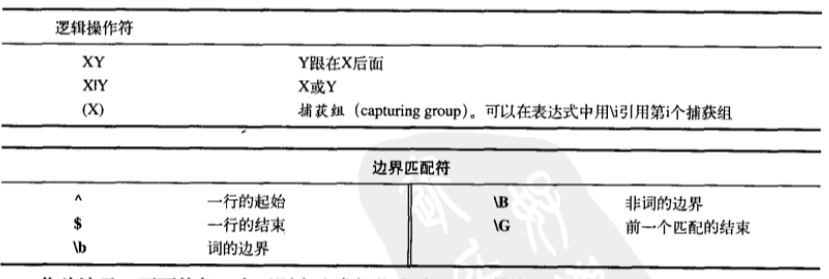 逻辑操作符
XY Y跟在X后面
X|Y X或Y
(X) 捕获组（capturing group）。可以在表达式中用\i引用第i个捕获组
边界匹配符
^ 一行的起始 \B 非词的边界
$ 一行的结束 \G 前一个匹配的结束
\b 词的边界